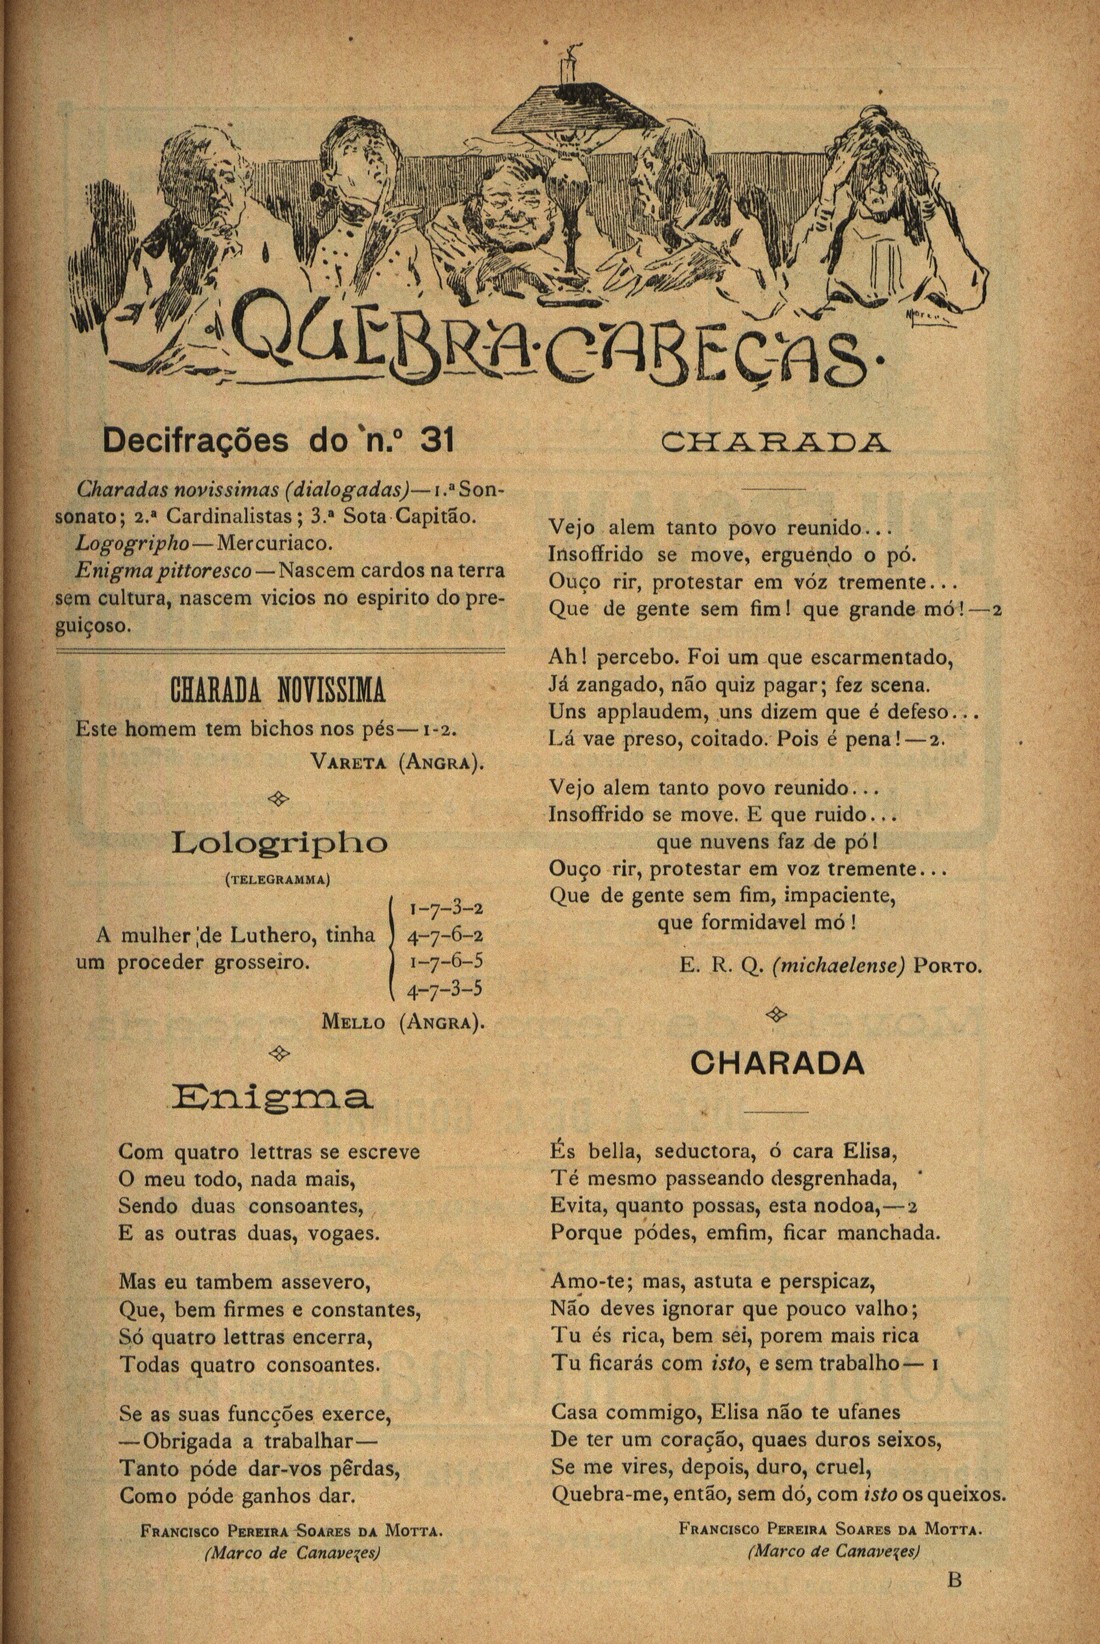 QUEBRA-CABEÇAS.
Decifrações do n.º 31
Charadas novissimas (dialogadas)—1.ª Son-
sonato; 2.ª Cardinalistas; 3.ª Sota Capitão.
Logogripho—Mercuriaco.
Enigma pittoresco—Nascem cardos na terra
sem cultura, nascem vicios no espirito do pre-
guiçoso.
CHARADA NOVISSIMA
Este homem tem bichos nos pés—1-2.
VARETA (ANGRA).
Lologripho
(TELEGRAMMA)
1-7-3-2
A mulher de Luthero, tinha 4-7-6-2
um proceder grosseiro. 1-7-6-5
4-7-3-5
MELLO (ANGRA).
Enigma
Com quatro lettras se escreve
O meu todo, nada mais,
Sendo duas consoantes,
E as outras duas, vogaes.
Mas eu tambem assevero,
Que, bem firmes e constantes,
Só quatro lettras encerra,
Todas quatro consoantes.
Se as suas funcções exerce,
—Obrigada a trabalhar—
Tanto póde dar-vos pêrdas,
Como póde ganhos dar.
FRANCISCO PEREIRA SOARES DA MOTTA.
(Marco de Canavezes)
CHARADA
Vejo alem tanto povo reunido...
Insoffrido se move, erguendo o pó.
Ouço rir, protestar em vóz tremente...
Que de gente sem fim! que grande mó!—2
Ah! percebo. Foi um que escarmentado,
Já zangado, não quiz pagar; fez scena.
Uns applaudem, uns dizem que é defeso...
Lá vae preso, coitado. Pois é pena!—2.
Vejo alem tanto povo reunido...
Insoffrido se move. E que ruido...
que nuvens faz de pó!
Ouço rir, protestar em voz tremente...
Que de gente sem fim, impaciente,
que formidavel mó!
E. R. Q. (michaelense) PORTO.
CHARADA
És bella, seductora, ó cara Elisa,
Té mesmo passeando desgrenhada,
Evita, quanto possas, esta nodoa,—2
Porque pódes, emfim, ficar manchada.
Amo-te; mas, astuta e perspicaz,
Não deves ignorar que pouco valho;
Tu és rica, bem sei, porem mais rica
Tu ficarás com isto, e sem trabalho—1
Casa commigo, Elisa não te ufanes
De ter um coração, quaes duros seixos,
Se me vires, depois, duro, cruel,
Quebra-me, então, sem dó, com isto os queixos.
FRANCISCO PEREIRA SOARES DA MOTTA.
(Marco de Canavezes)
B